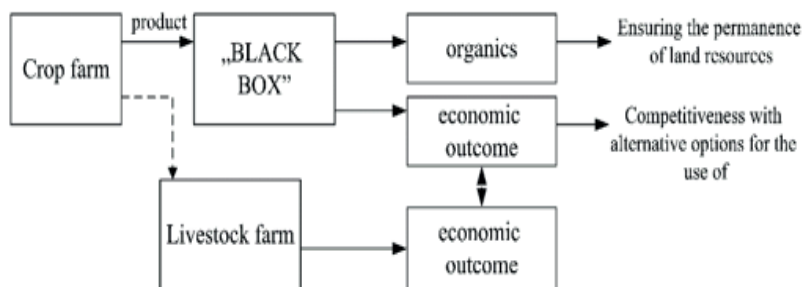 product
Crop farm
„BLACK
BOX”
organics
Ensuring the permanence
of land resources
economic
outcome
Competitiveness with
alternative options for the
use of
Livestock farm
economic
outcome